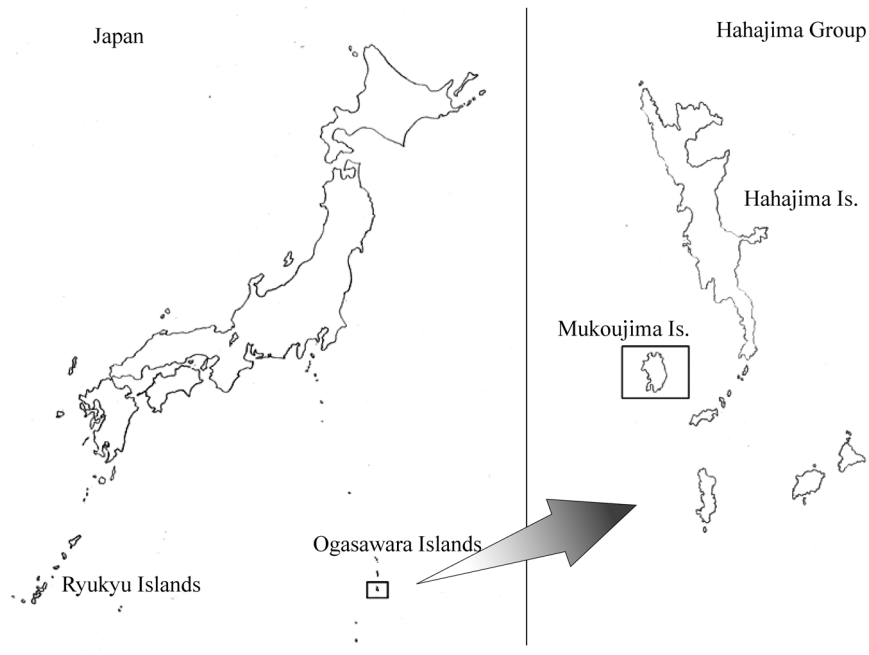 Japan
Hahajima Group
Hahajima Is.
Mukoujima Is.
Ogasawara Islands
Ryukyu Islands